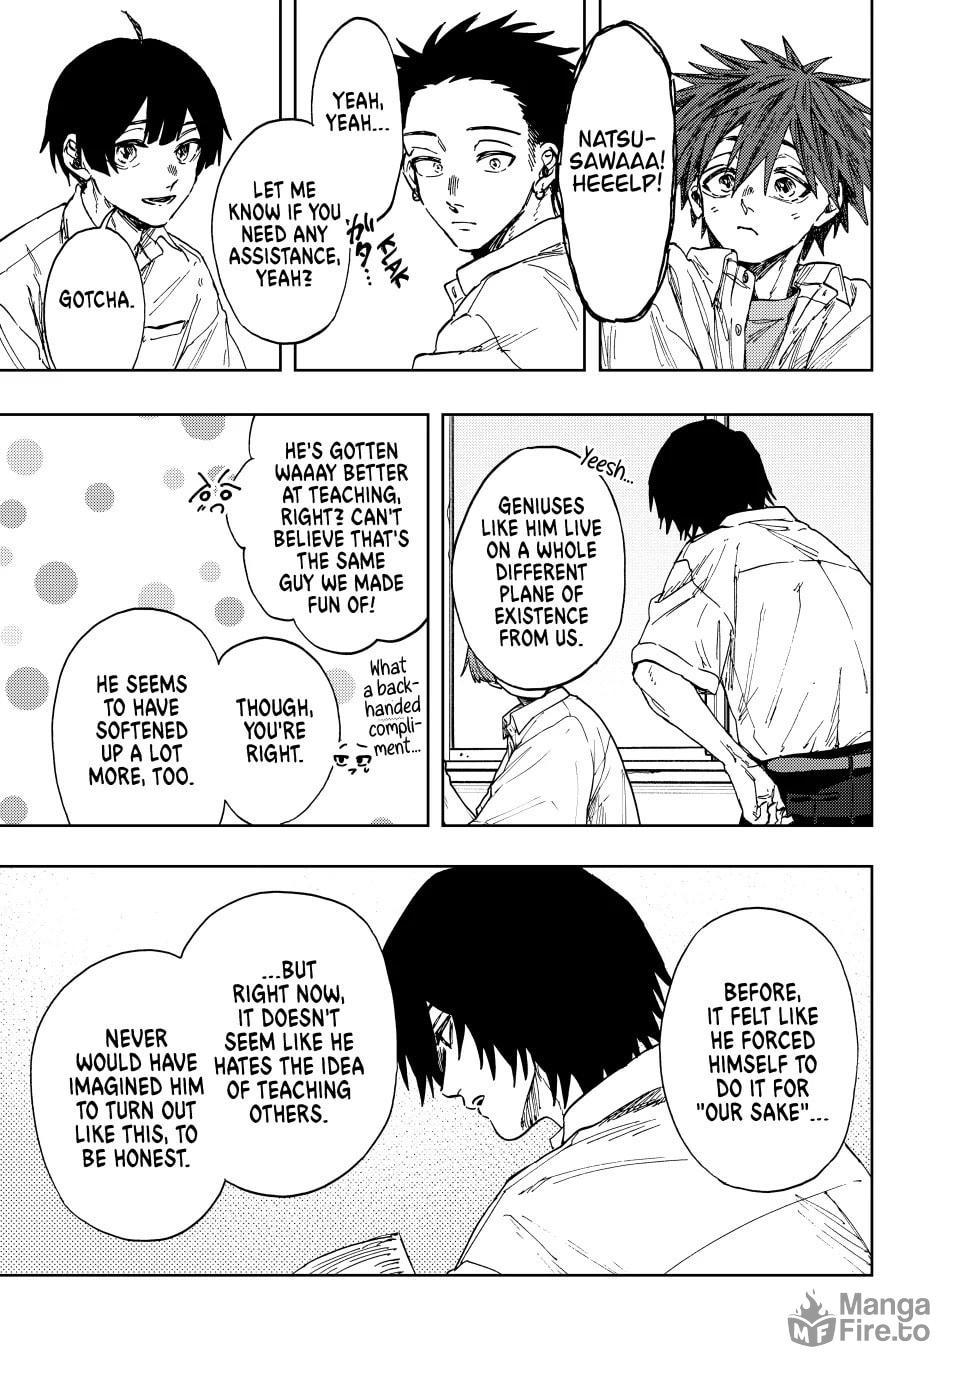 NATSU-
SAWAAA!
HEEELP!
YEAH,
YEAH...
ガタ…
KLAK
LET ME
KNOW IF YOU
NEED ANY
ASSISTANCE,
YEAH?
GOTCHA.
Yeesh...
GENIUSES
LIKE HIM LIVE
ON A WHOLE
DIFFERENT
PLANE OF
EXISTENCE
FROM US.
HE'S GOTTEN
WAAAY BETTER
AT TEACHING,
RIGHT? CAN'T
BELIEVE THAT'S
THE SAME
GUY WE MADE
FUN OF!
What
a back-
handed
compli-
ment...
THOUGH,
YOU'RE
RIGHT.
HE SEEMS
TO HAVE
SOFTENED
UP A LOT
MORE, TOO.
BEFORE,
IT FELT LIKE
HE FORCED
HIMSELF TO
DO IT FOR
"OUR SAKE"...
...BUT
RIGHT NOW,
IT DOESN'T
SEEM LIKE HE
HATES THE IDEA
OF TEACHING
OTHERS.
NEVER
WOULD HAVE
IMAGINED HIM
TO TURN OUT
LIKE THIS, TO
BE HONEST.
MF
Manga
Fire.to